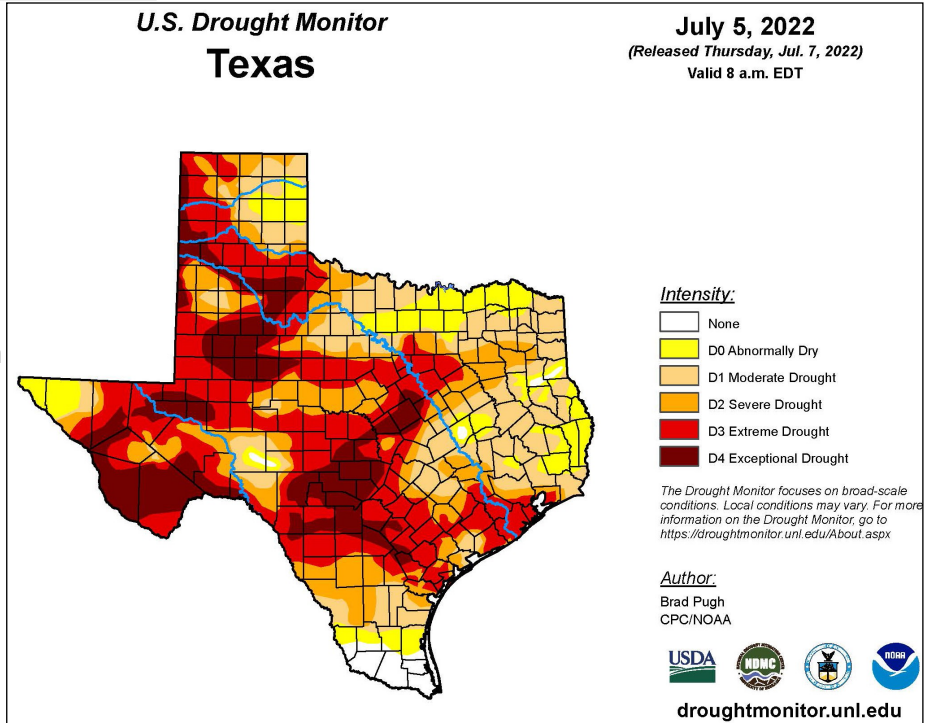 U.S. Drought Monitor
Texas
July 5, 2022
(Released Thursday, Jul. 7, 2022)
Valid 8 a.m. EDT
Intensity:
None
D0 Abnormally Dry
D1 Moderate Drought
D2 Severe Drought
D3 Extreme Drought
D4 Exceptional Drought
The Drought Monitor focuses on broad-scale
conditions. Local conditions may vary. For more
information on the Drought Monitor, go to
https://droughtmonitor.unl.edu/About.aspx
Author:
Brad Pugh
CPC/NOAA
USDA
NDMC
NOAA
droughtmonitor.unl.edu